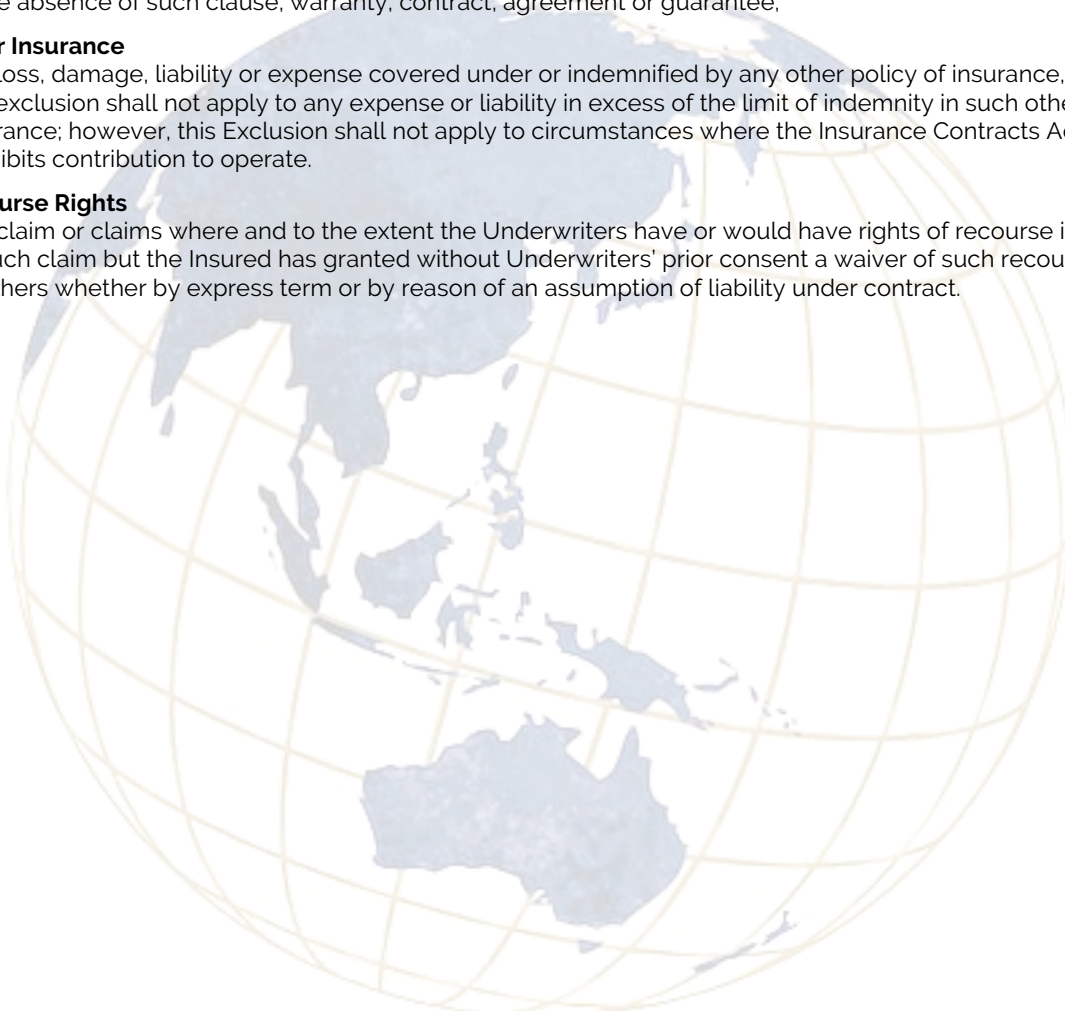 e absence of such clause, warranty, contract, agreement or guarantee;
r Insurance
Loss, damage, liability or expense covered under or indemnified by any other policy of insurance,
exclusion shall not apply to any expense or liability in excess of the limit of indemnity in such othe
rance; however, this Exclusion shall not apply to circumstances where the Insurance Contracts A
ibits contribution to operate.
urse Rights
claim or claims where and to the extent the Underwriters have or would have rights of recourse i
uch claim but the Insured has granted without Underwriters’ prior consent a waiver of such recou
hers whether by express term or by reason of an assumption of liability under contract.